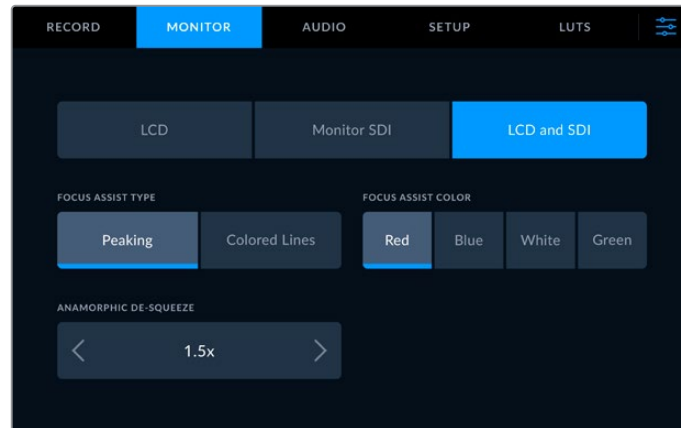 RECORD MONITOR AUDIO SETUP LUTS
LCD Monitor SDI LCD and SDI
FOCUS ASSIST TYPE FOCUS ASSIST COLOR
Peaking Colored Lines Red Blue White Green
ANAMORPHIC DE-SQUEEZE
1.5x